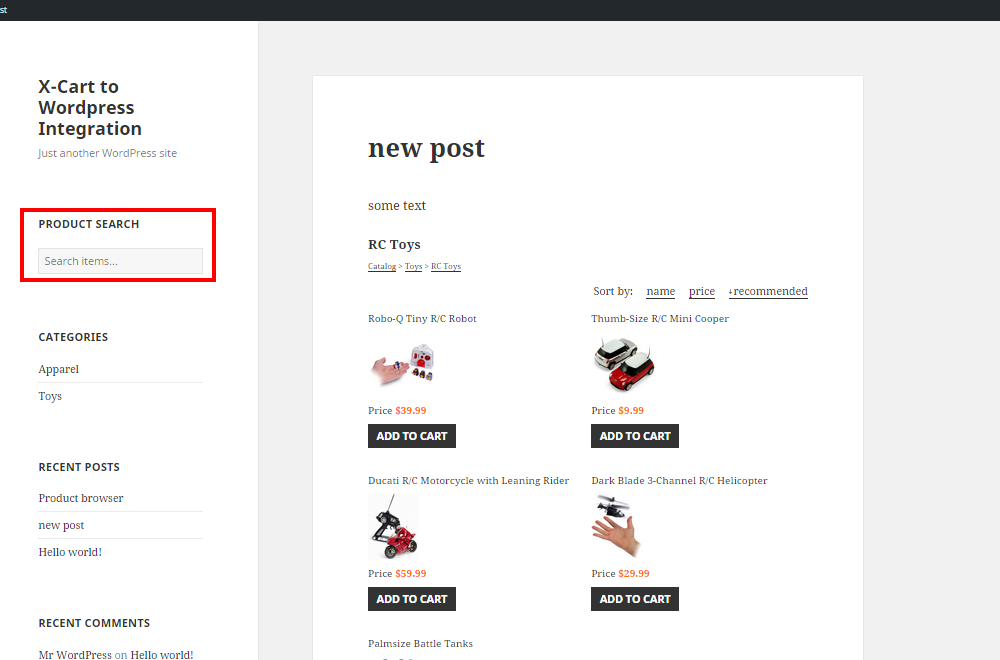 st
X-Cart to
Wordpress
Integration
Just another WordPress site
PRODUCT SEARCH
Search items...
CATEGORIES
Apparel
Toys
RECENT POSTS
Product browser
new post
Hello world!
RECENT COMMENTS
Mr WordPress on Hello world!
new post
some text
RC Toys
Catalog > Toys > RC Toys
Sort by: name price ↓recommended
Robo-Q Tiny R/C Robot
Price $39.99
ADD TO CART
Thumb-Size R/C Mini Cooper
Price $9.99
ADD TO CART
Ducati R/C Motorcycle with Leaning Rider
Price $59.99
ADD TO CART
Dark Blade 3-Channel R/C Helicopter
Price $29.99
ADD TO CART
Palmsize Battle Tanks